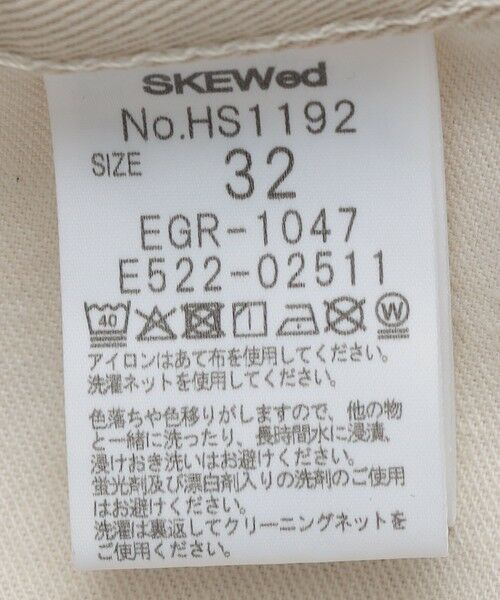 SKEWed
No.HS1192
SIZE 32
EGR-1047
E522-02511
40 W
アイロンはあて布を使用してください。
洗濯ネットを使用してください。
色落ちや色移りがしますので、他の物
と一緒に洗ったり、長時間水に浸漬、
浸けおき洗いはお避けください。
蛍光剤及び漂白剤入りの洗剤のご使用
はお避けください。
洗濯は裏返してクリーニングネットを
ご使用ください。